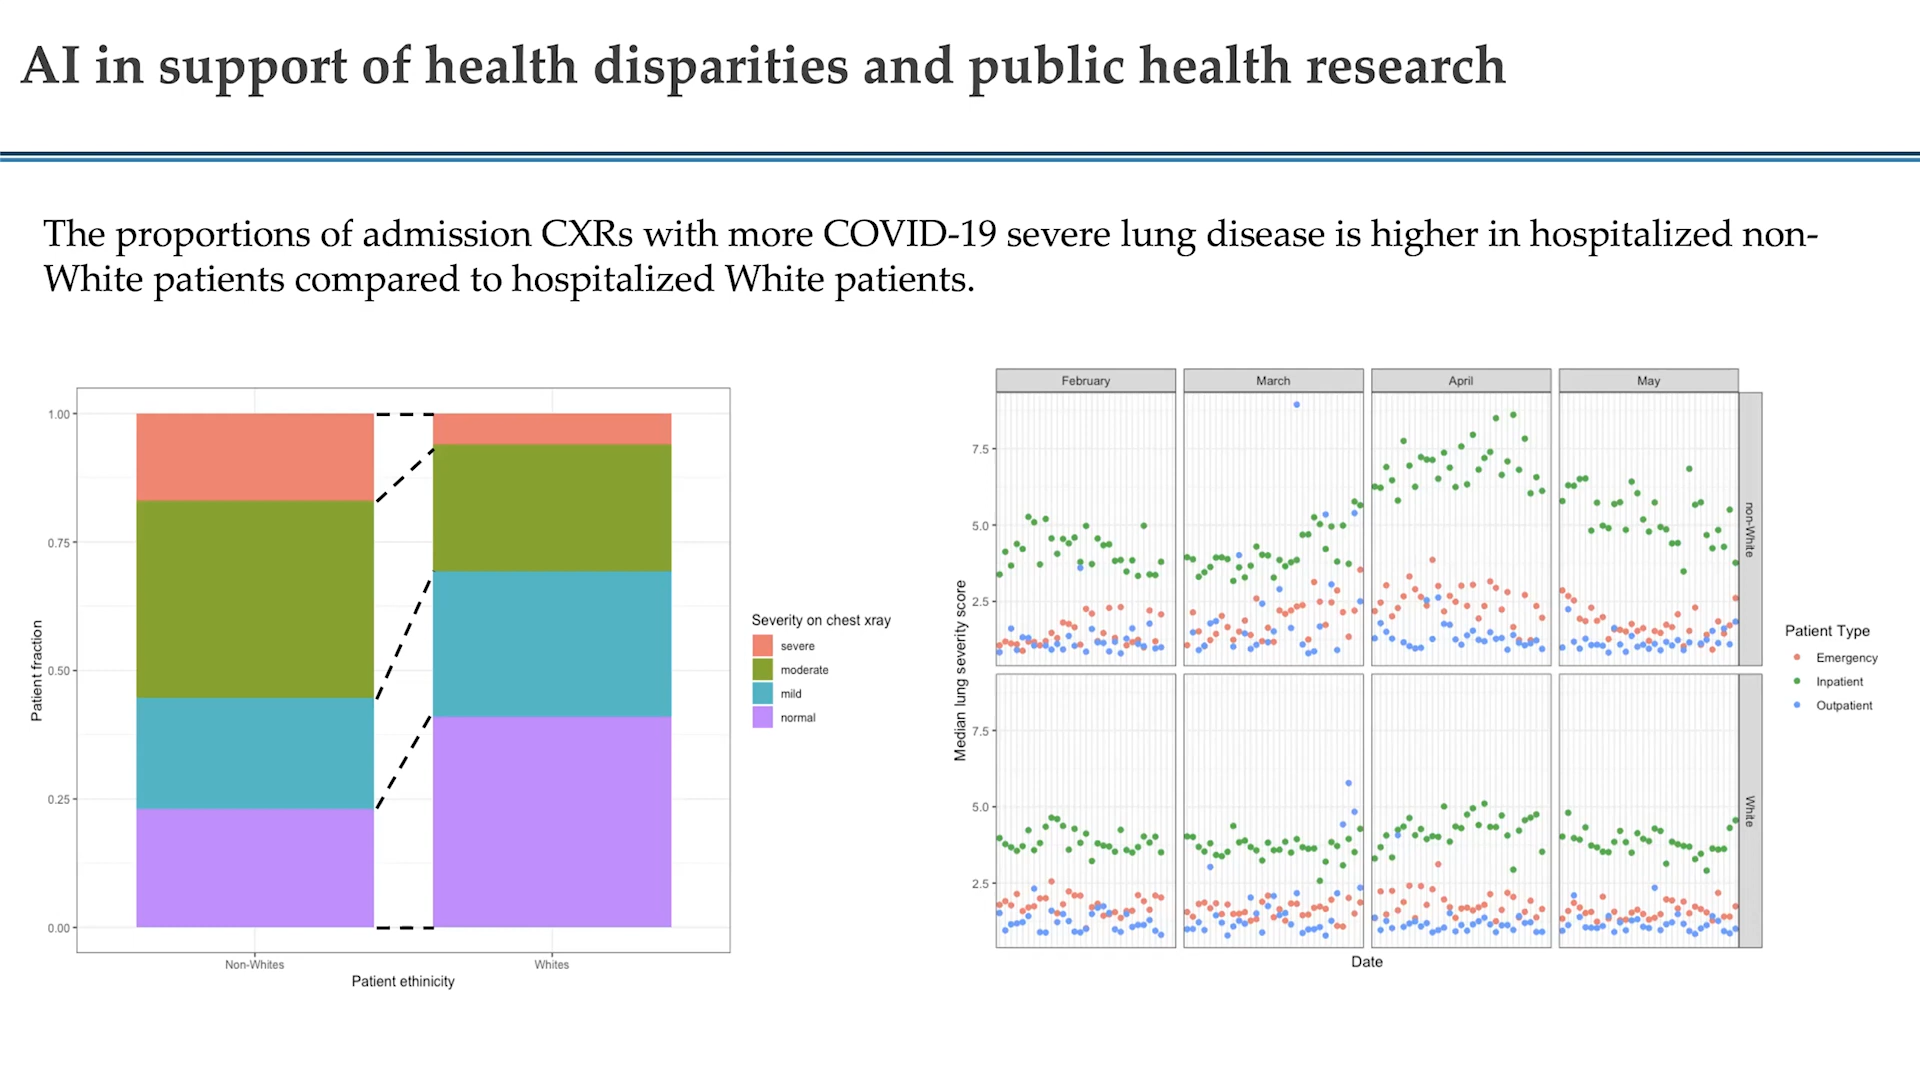 AI in support of health disparities and public health research
The proportions of admission CXRs with more COVID-19 severe lung disease is higher in hospitalized non-
White patients compared to hospitalized White patients.
1.00
0.75
0.50
0.25
0.00
Patient fraction
Non-Whites
Whites
Patient ethinicity
Severity on chest xray
severe
moderate
mild
normal
February
March
April
May
7.5
5.0
2.5
non-White
7.5
5.0
2.5
White
Median lung severity score
Date
Patient Type
Emergency
Inpatient
Outpatient